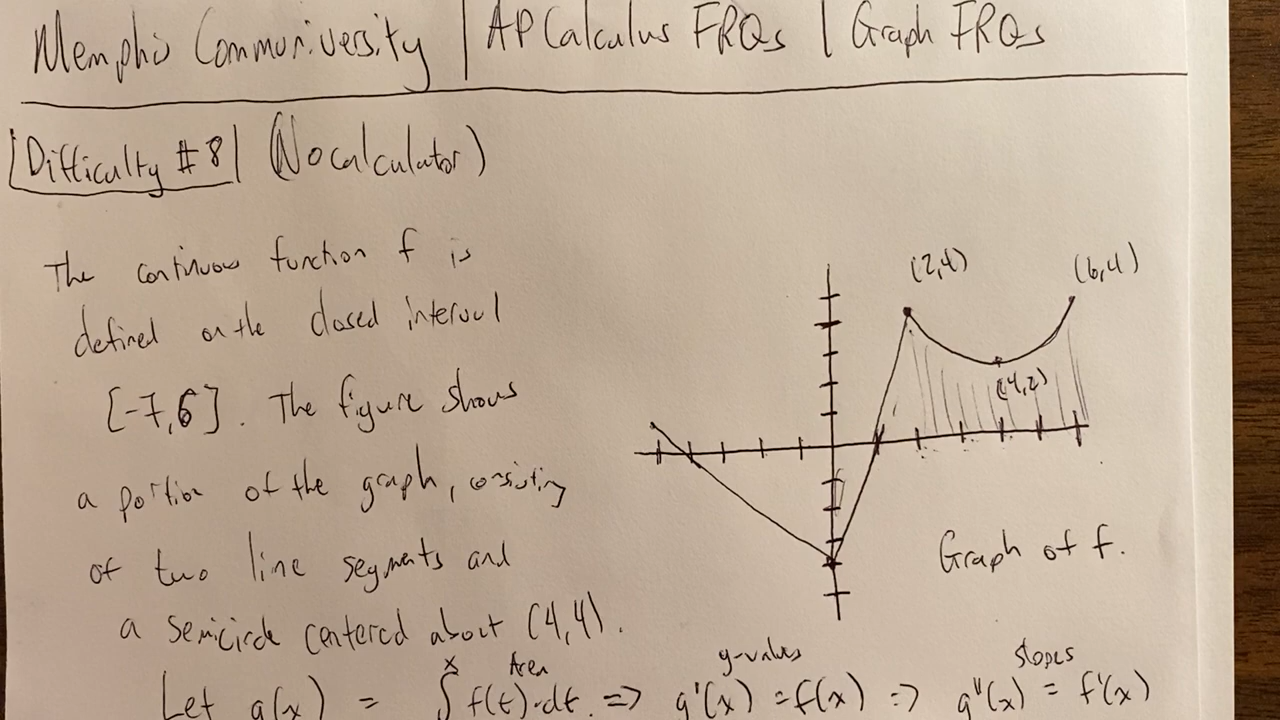 Memphis Communiversity | AP Calculus FRQs | Graph FRQs
Difficulty #8 (No calculator)
The continuous function f is
defined on the closed interval
[-7,6]. The figure shows
a portion of the graph, consisting
of two line segments and
a semicircle centered about (4,4).
(2,4)
(6,4)
(4,2)
Graph of f.
Area
y-values
slopes
Let g(x) = ∫ˣ f(t)·dt. => g'(x) = f(x) => g''(x) = f'(x)